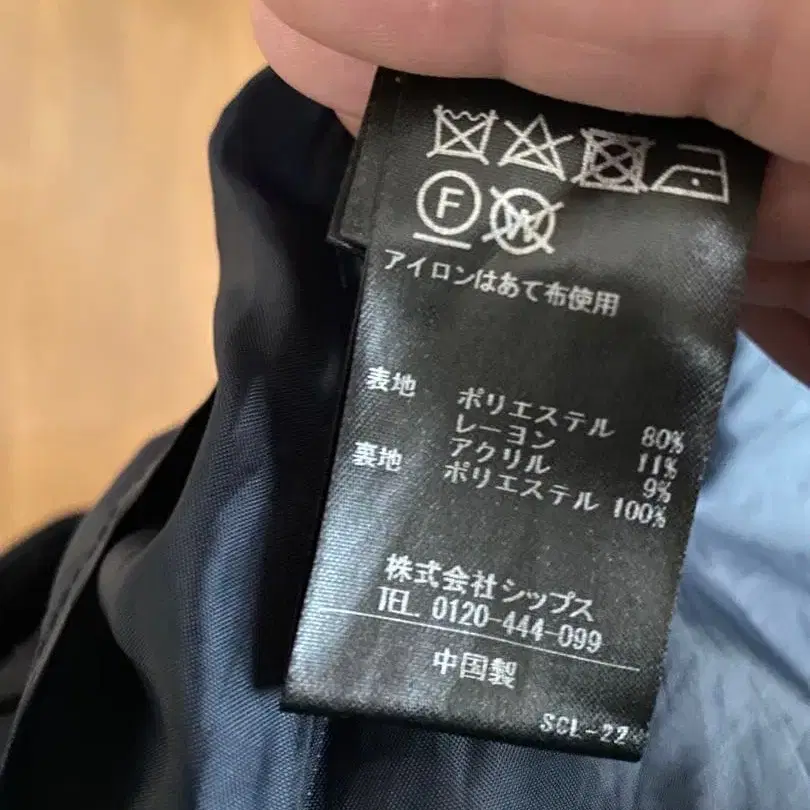 F W
アイロンはあて布使用
表地 ポリエステル 80%
レーヨン 11%
アクリル 9%
裏地 ポリエステル 100%
株式会社シップス
TEL. 0120-444-099
中国製
SCL-22